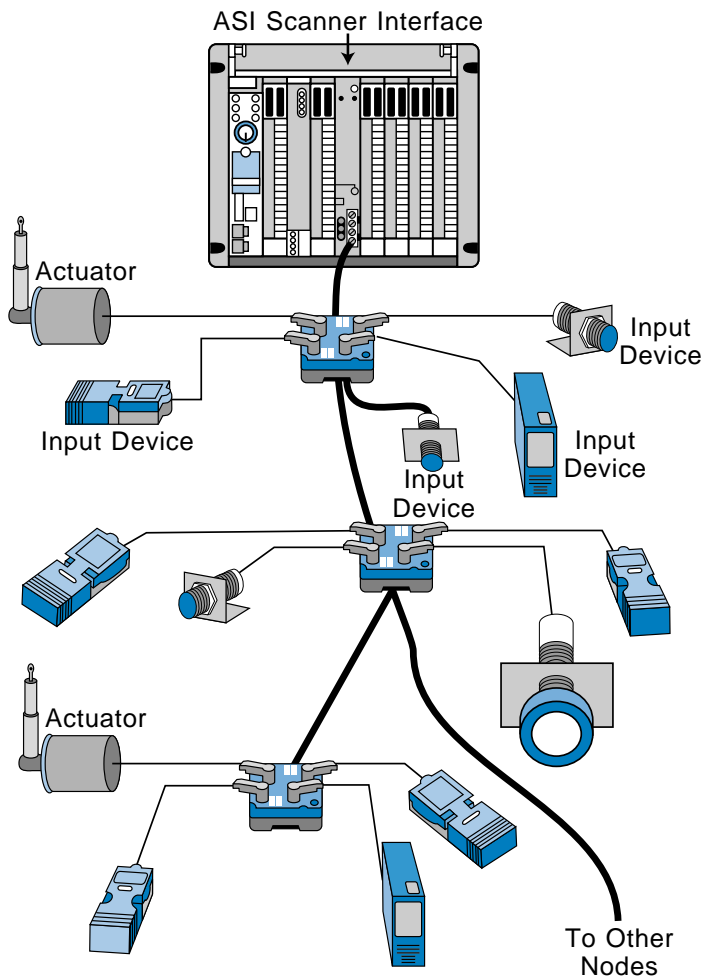 ASI Scanner Interface
Actuator
Input
Device
Input Device
Input
Device
Input
Device
Actuator
To Other
Nodes